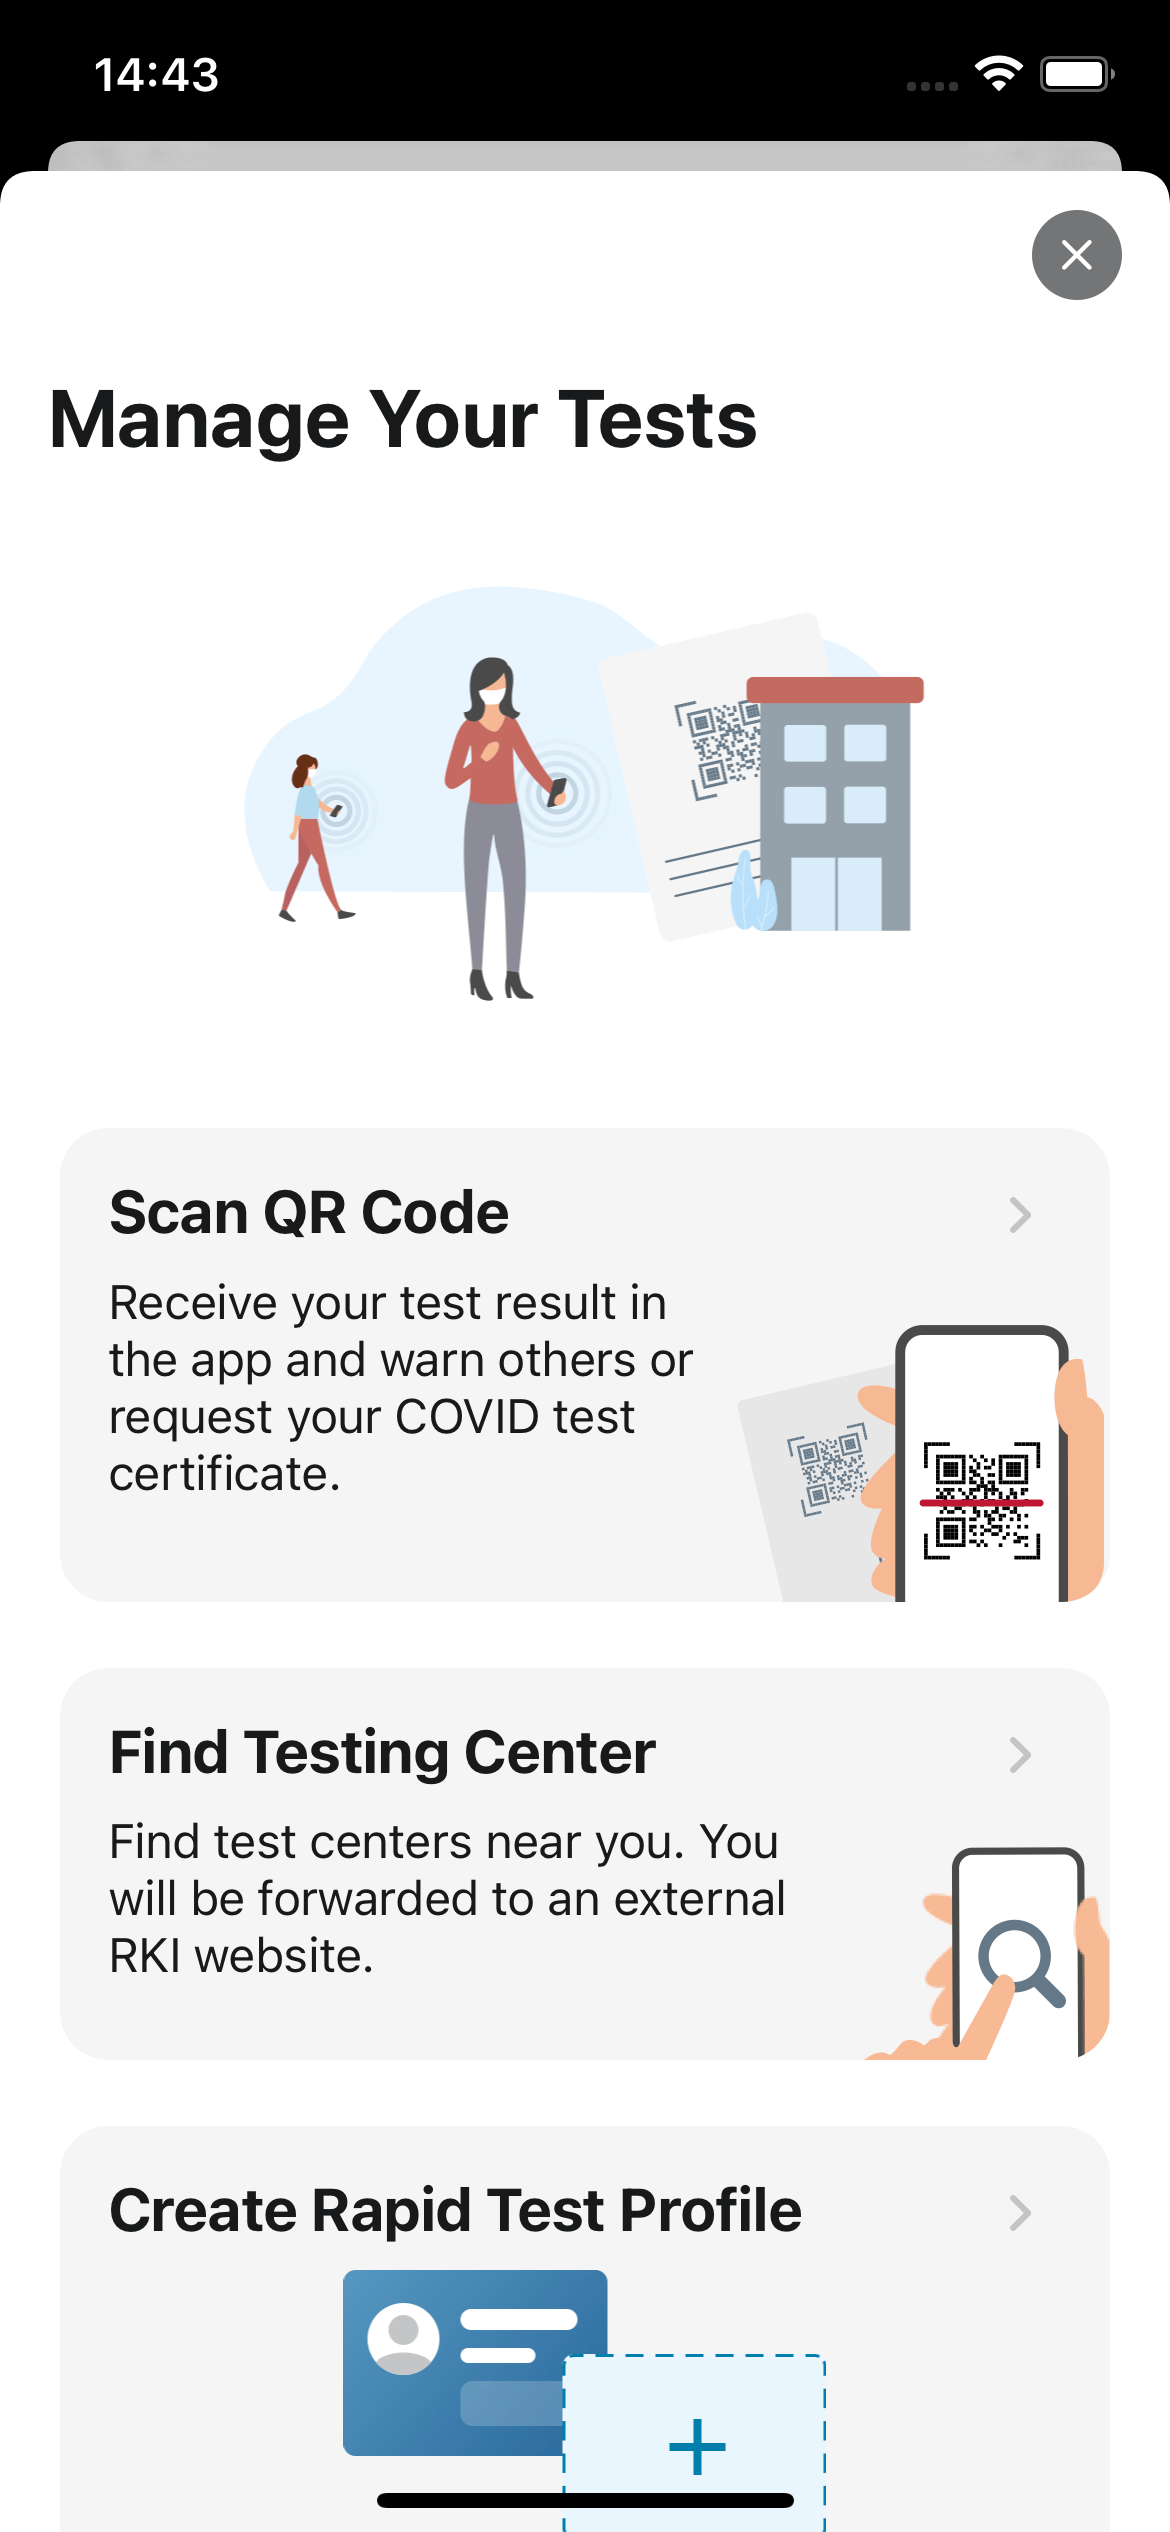 14:43
Manage Your Tests
Scan QR Code
Receive your test result in
the app and warn others or
request your COVID test
certificate.
Find Testing Center
Find test centers near you. You
will be forwarded to an external
RKI website.
Create Rapid Test Profile